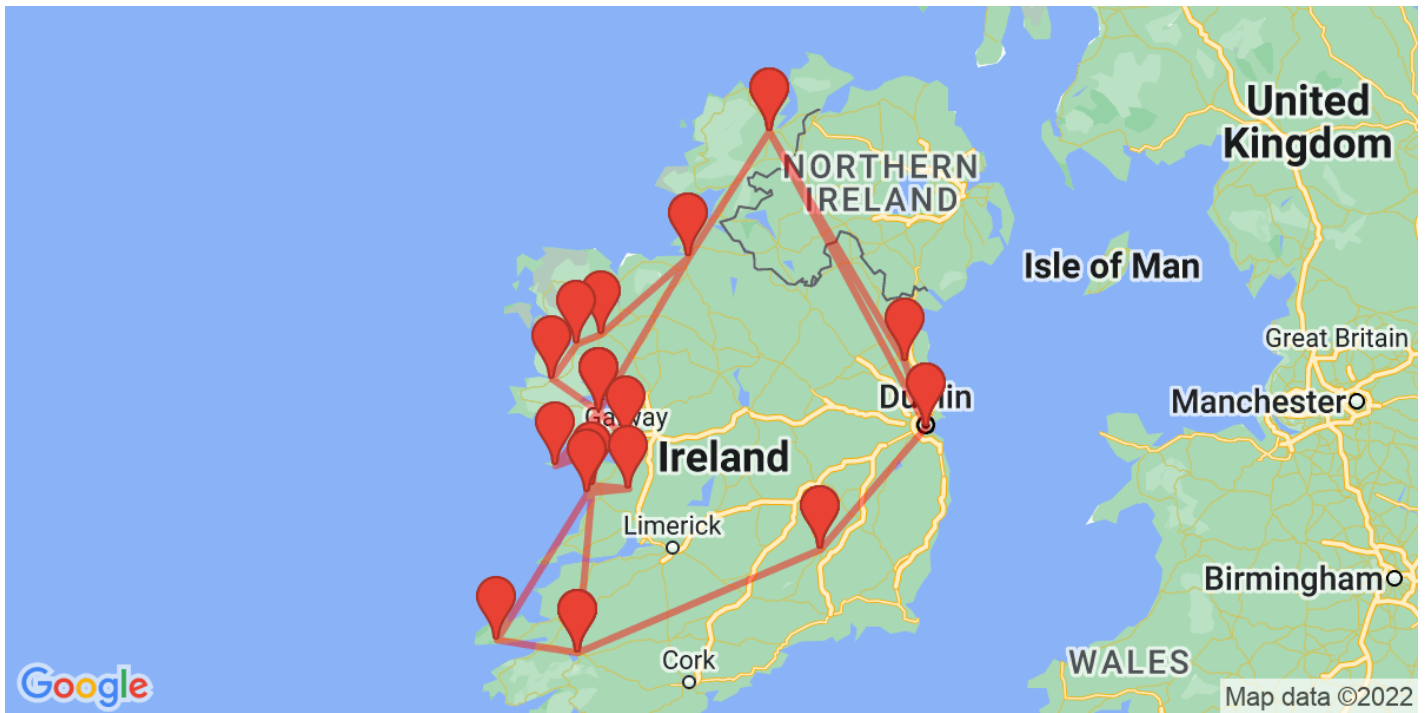 United
Kingdom
NORTHERN
IRELAND
Isle of Man
Great Britain
Manchester
Ireland
Limerick
Birmingham
Cork
WALES
Google
Map data ©2022